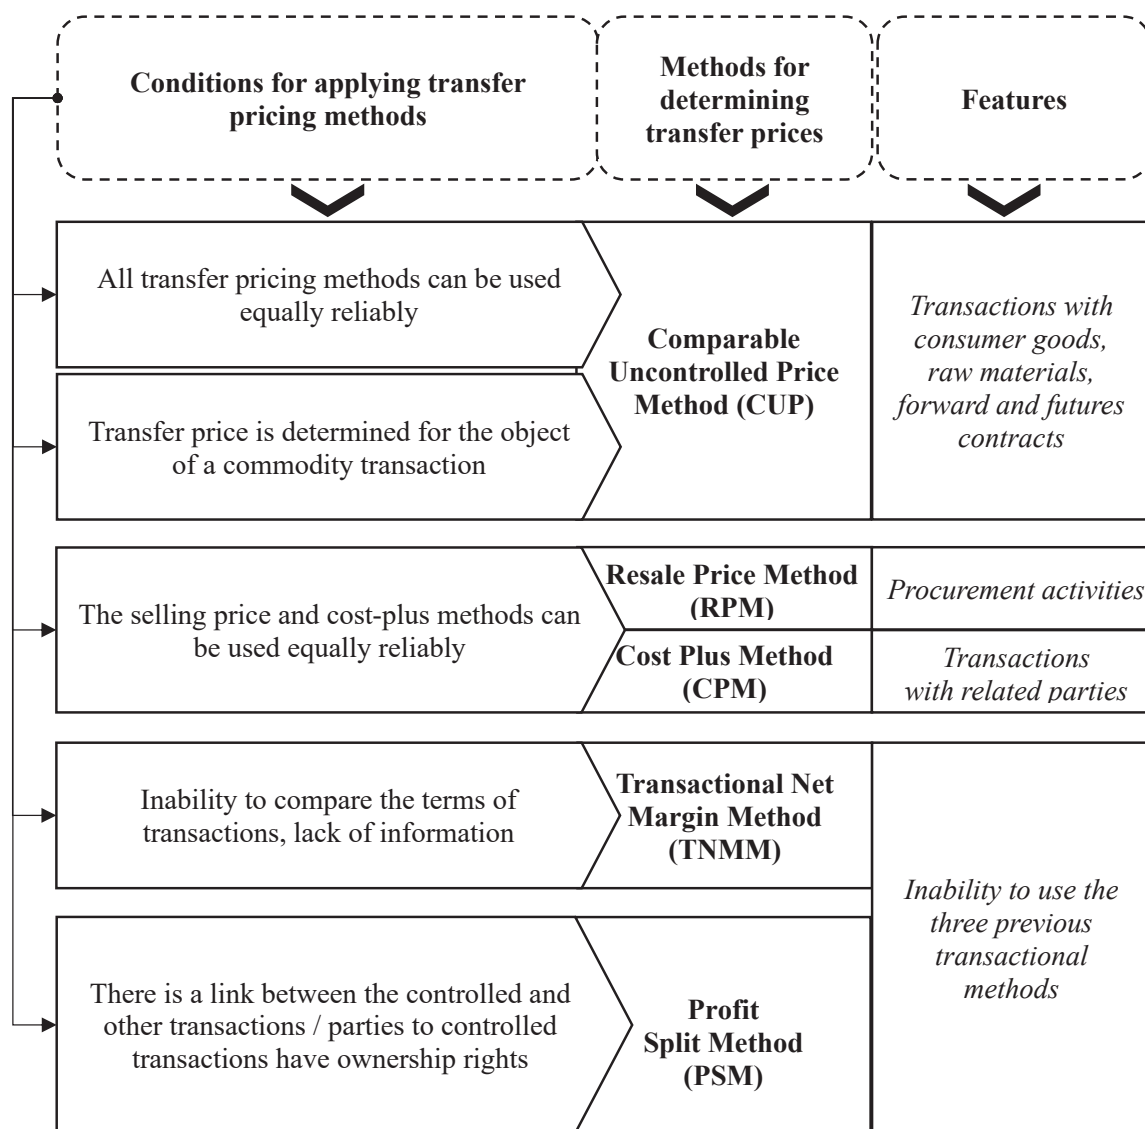 Conditions for applying transfer
pricing methods
Methods for
determining
transfer prices
Features
All transfer pricing methods can be used
equally reliably
Transfer price is determined for the object
of a commodity transaction
Comparable
Uncontrolled Price
Method (CUP)
Transactions with
consumer goods,
raw materials,
forward and futures
contracts
The selling price and cost-plus methods can
be used equally reliably
Resale Price Method
(RPM)
Procurement activities
Cost Plus Method
(CPM)
Transactions
with related parties
Inability to compare the terms of
transactions, lack of information
Transactional Net
Margin Method
(TNMM)
Inability to use the
three previous
transactional
methods
There is a link between the controlled and
other transactions / parties to controlled
transactions have ownership rights
Profit
Split Method
(PSM)